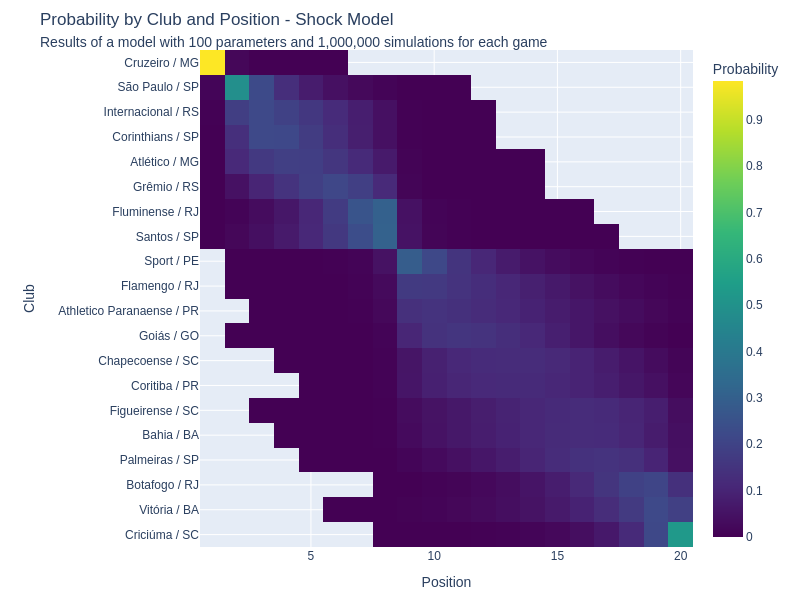 Probability by Club and Position - Shock Model
Results of a model with 100 parameters and 1,000,000 simulations for each game
Cruzeiro / MG
São Paulo / SP
Internacional / RS
Corinthians / SP
Atlético / MG
Grêmio / RS
Fluminense / RJ
Santos / SP
Sport / PE
Flamengo / RJ
Athletico Paranaense / PR
Goiás / GO
Chapecoense / SC
Coritiba / PR
Figueirense / SC
Bahia / BA
Palmeiras / SP
Botafogo / RJ
Vitória / BA
Criciúma / SC
Club
5
10
15
20
Position
Probability
0.9
0.8
0.7
0.6
0.5
0.4
0.3
0.2
0.1
0